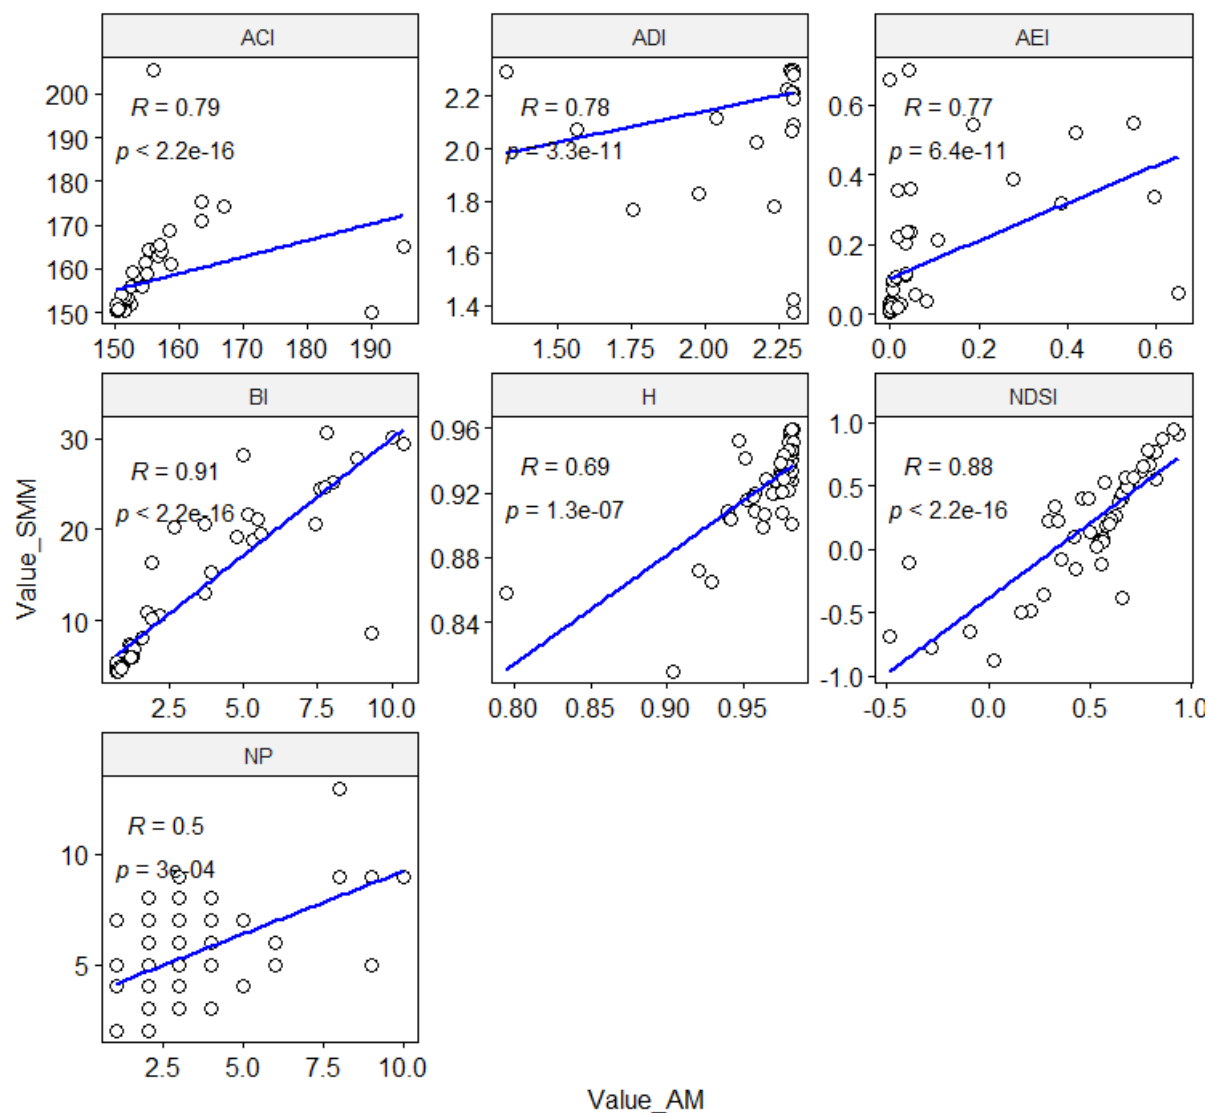 ACI
ADI
AEI
200
190
180
170
160
150
R = 0.79
p < 2.2e-16
150 160 170 180 190
2.2
2.0
1.8
1.6
1.4
R = 0.78
p = 3.3e-11
1.50 1.75 2.00 2.25
0.6
0.4
0.2
0.0
R = 0.77
p = 6.4e-11
0.0 0.2 0.4 0.6
BI
H
NDSI
Value_SMM
30
20
10
R = 0.91
p < 2.2e-16
2.5 5.0 7.5 10.0
0.96
0.92
0.88
0.84
R = 0.69
p = 1.3e-07
0.80 0.85 0.90 0.95
1.0
0.5
0.0
-0.5
-1.0
R = 0.88
p < 2.2e-16
-0.5 0.0 0.5 1.0
NP
10
5
R = 0.5
p = 3e-04
2.5 5.0 7.5 10.0
Value_AM